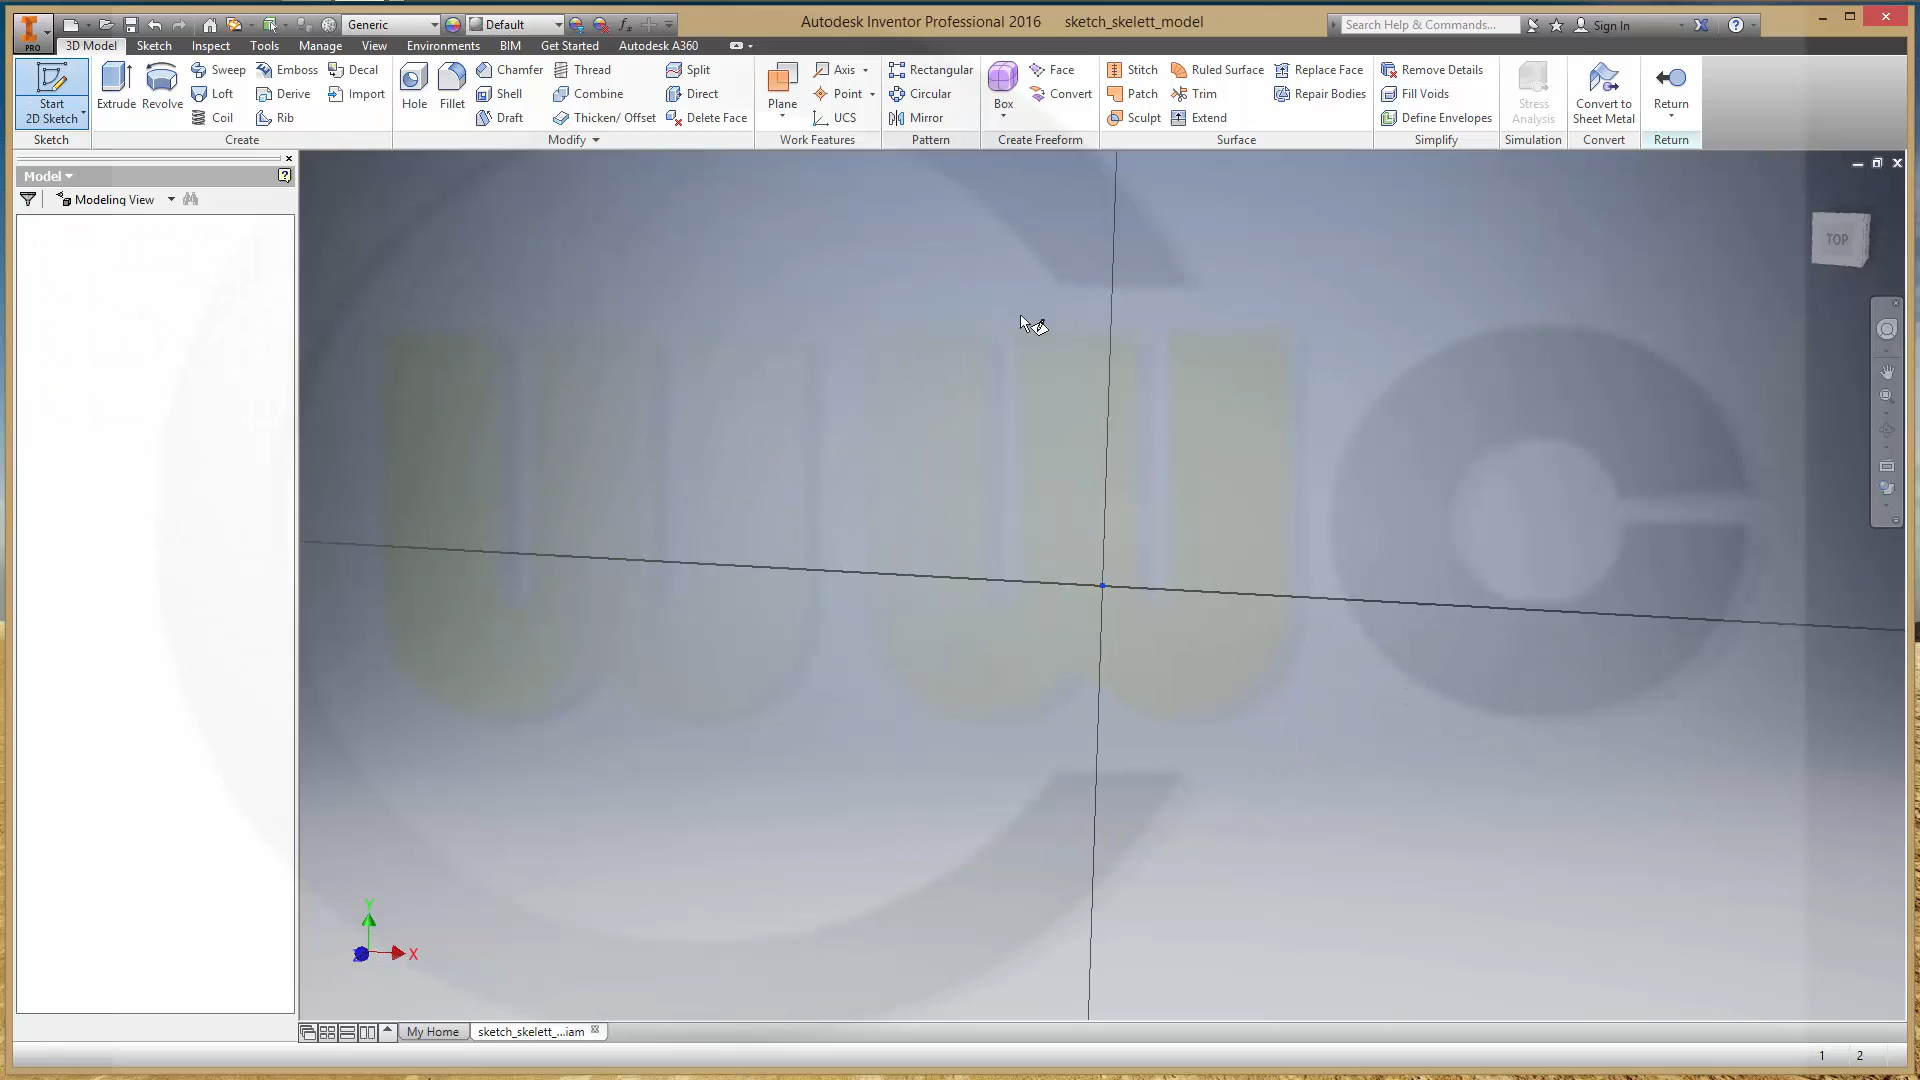 Generic
Default
Autodesk Inventor Professional 2016 sketch_skelett_model
Search Help & Commands...
Sign In
PRO
3D Model Sketch Inspect Tools Manage View Environments BIM Get Started Autodesk A360
Start
2D Sketch
Extrude Revolve
Sweep Emboss Decal
Loft Derive Import
Coil Rib
Hole Fillet
Chamfer Thread Split
Shell Combine Direct
Draft Thicken/ Offset Delete Face
Plane
Axis
Point
UCS
Rectangular
Circular
Mirror
Box
Face
Convert
Stitch Ruled Surface Replace Face
Patch Trim Repair Bodies
Sculpt Extend
Remove Details
Fill Voids
Define Envelopes
Stress
Analysis
Convert to
Sheet Metal
Return
Sketch Create Modify Work Features Pattern Create Freeform Surface Simplify Simulation Convert Return
Model
Modeling View
TOP
Y
X
My Home sketch_skelett_...iam
1 2